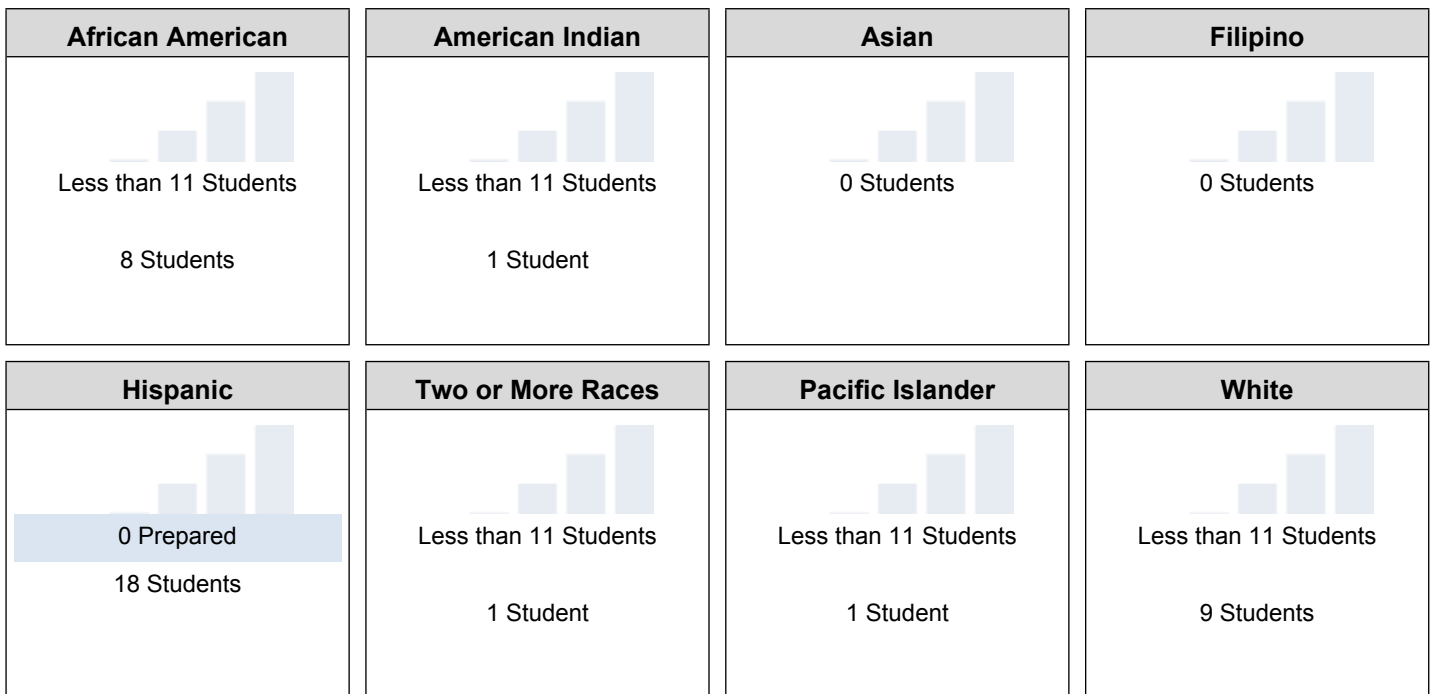 African American
Less than 11 Students
8 Students
American Indian
Less than 11 Students
1 Student
Asian
0 Students
Filipino
0 Students
Hispanic
0 Prepared
18 Students
Two or More Races
Less than 11 Students
1 Student
Pacific Islander
Less than 11 Students
1 Student
White
Less than 11 Students
9 Students